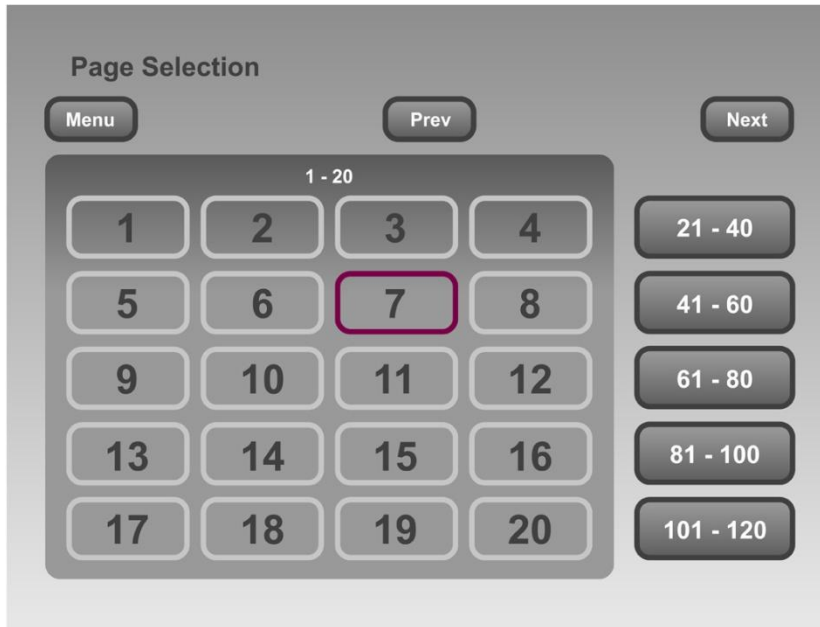 Page Selection
Menu Prev Next
1 - 20
1 2 3 4 21 - 40
5 6 7 8 41 - 60
9 10 11 12 61 - 80
13 14 15 16 81 - 100
17 18 19 20 101 - 120